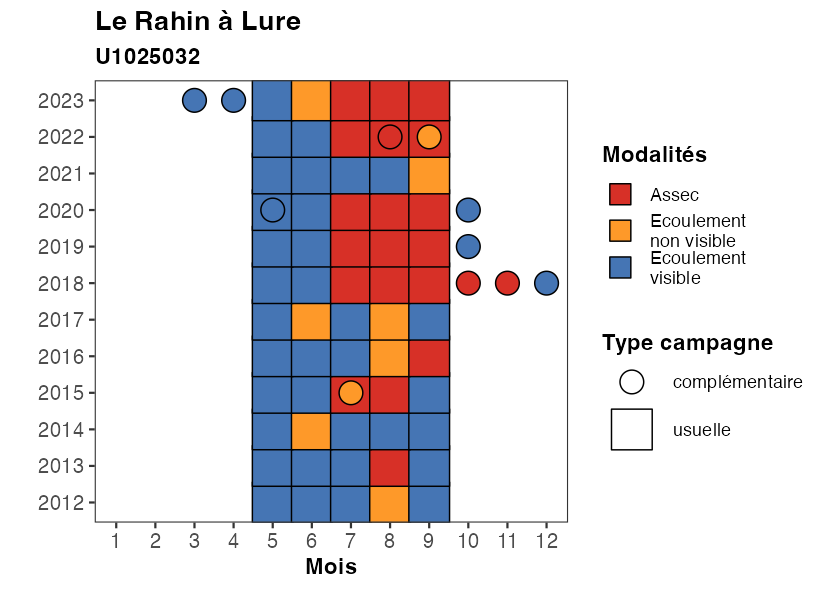 Le Rahin à Lure
U1025032
2023
2022
2021
2020
2019
2018
2017
2016
2015
2014
2013
2012
1 2 3 4 5 6 7 8 9 10 11 12
Mois
Modalités
Assec
Ecoulement
non visible
Ecoulement
visible
Type campagne
complémentaire
usuelle